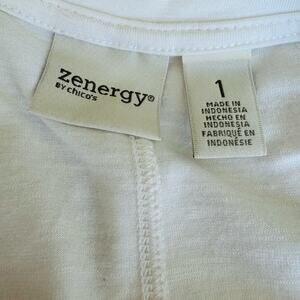 zenergy®
BY chico's
1
MADE IN
INDONESIA
HECHO EN
INDONESIA
FABRIQUÉ EN
INDONÉSIE